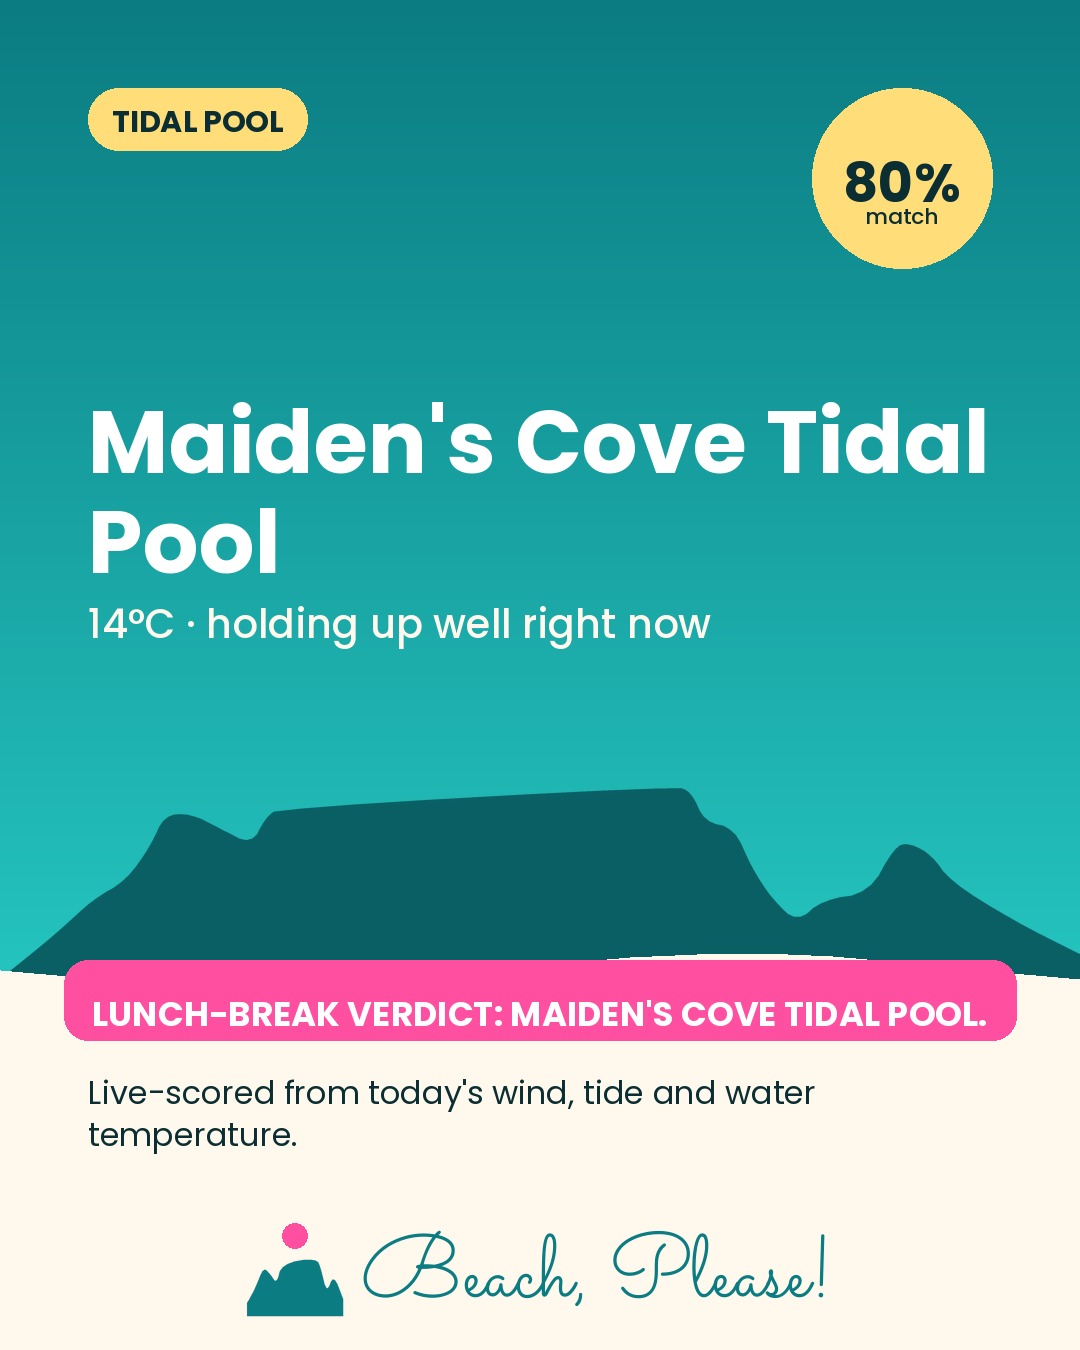 TIDAL POOL
80%
match
Maiden's Cove Tidal
Pool
14°C · holding up well right now
LUNCH-BREAK VERDICT: MAIDEN'S COVE TIDAL POOL.
Live-scored from today's wind, tide and water
temperature.
Beach, Please!